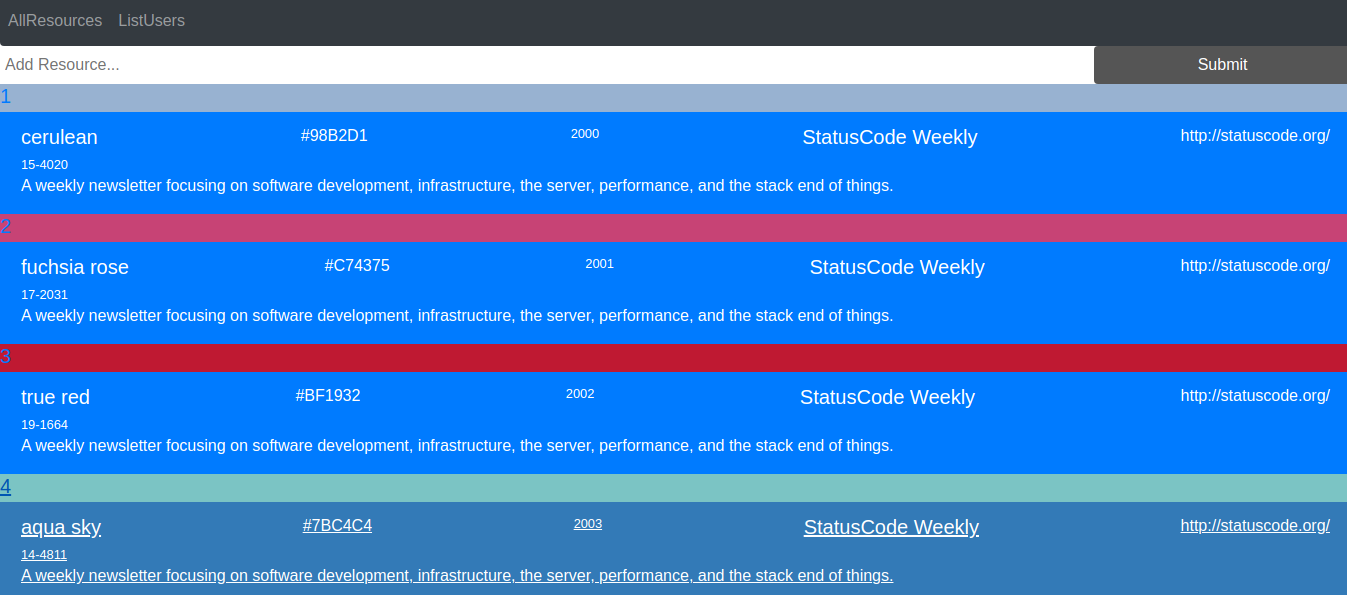 AllResources ListUsers
Add Resource... Submit
1
cerulean #98B2D1 2000 StatusCode Weekly http://statuscode.org/
15-4020
A weekly newsletter focusing on software development, infrastructure, the server, performance, and the stack end of things.
2
fuchsia rose #C74375 2001 StatusCode Weekly http://statuscode.org/
17-2031
A weekly newsletter focusing on software development, infrastructure, the server, performance, and the stack end of things.
3
true red #BF1932 2002 StatusCode Weekly http://statuscode.org/
19-1664
A weekly newsletter focusing on software development, infrastructure, the server, performance, and the stack end of things.
4
aqua sky #7BC4C4 2003 StatusCode Weekly http://statuscode.org/
14-4811
A weekly newsletter focusing on software development, infrastructure, the server, performance, and the stack end of things.